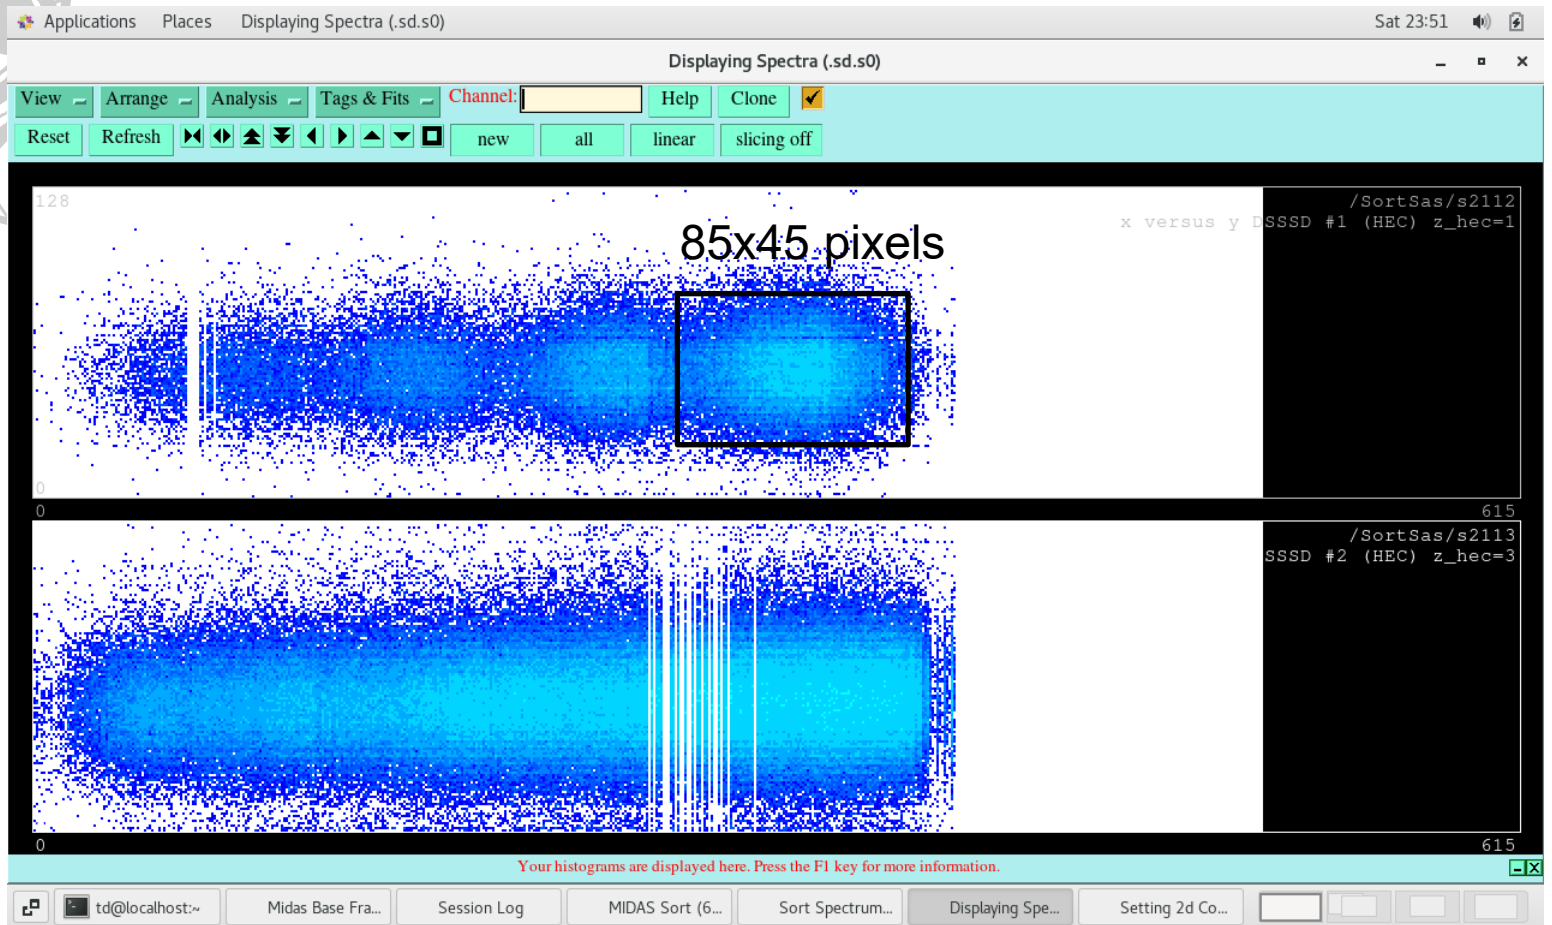 Applications Places Displaying Spectra (.sd.s0) Sat 23:51
Displaying Spectra (.sd.s0)
View Arrange Analysis Tags & Fits Channel: Help Clone
Reset Refresh new all linear slicing off
128 /SortSas/s2112
x versus y DSSSD #1 (HEC) z_hec=1
85x45 pixels
0
0 615
/SortSas/s2113
SSSD #2 (HEC) z_hec=3
0 615
Your histograms are displayed here. Press the F1 key for more information.
td@localhost:~ Midas Base Fra... Session Log MIDAS Sort (6... Sort Spectrum... Displaying Spe... Setting 2d Co...